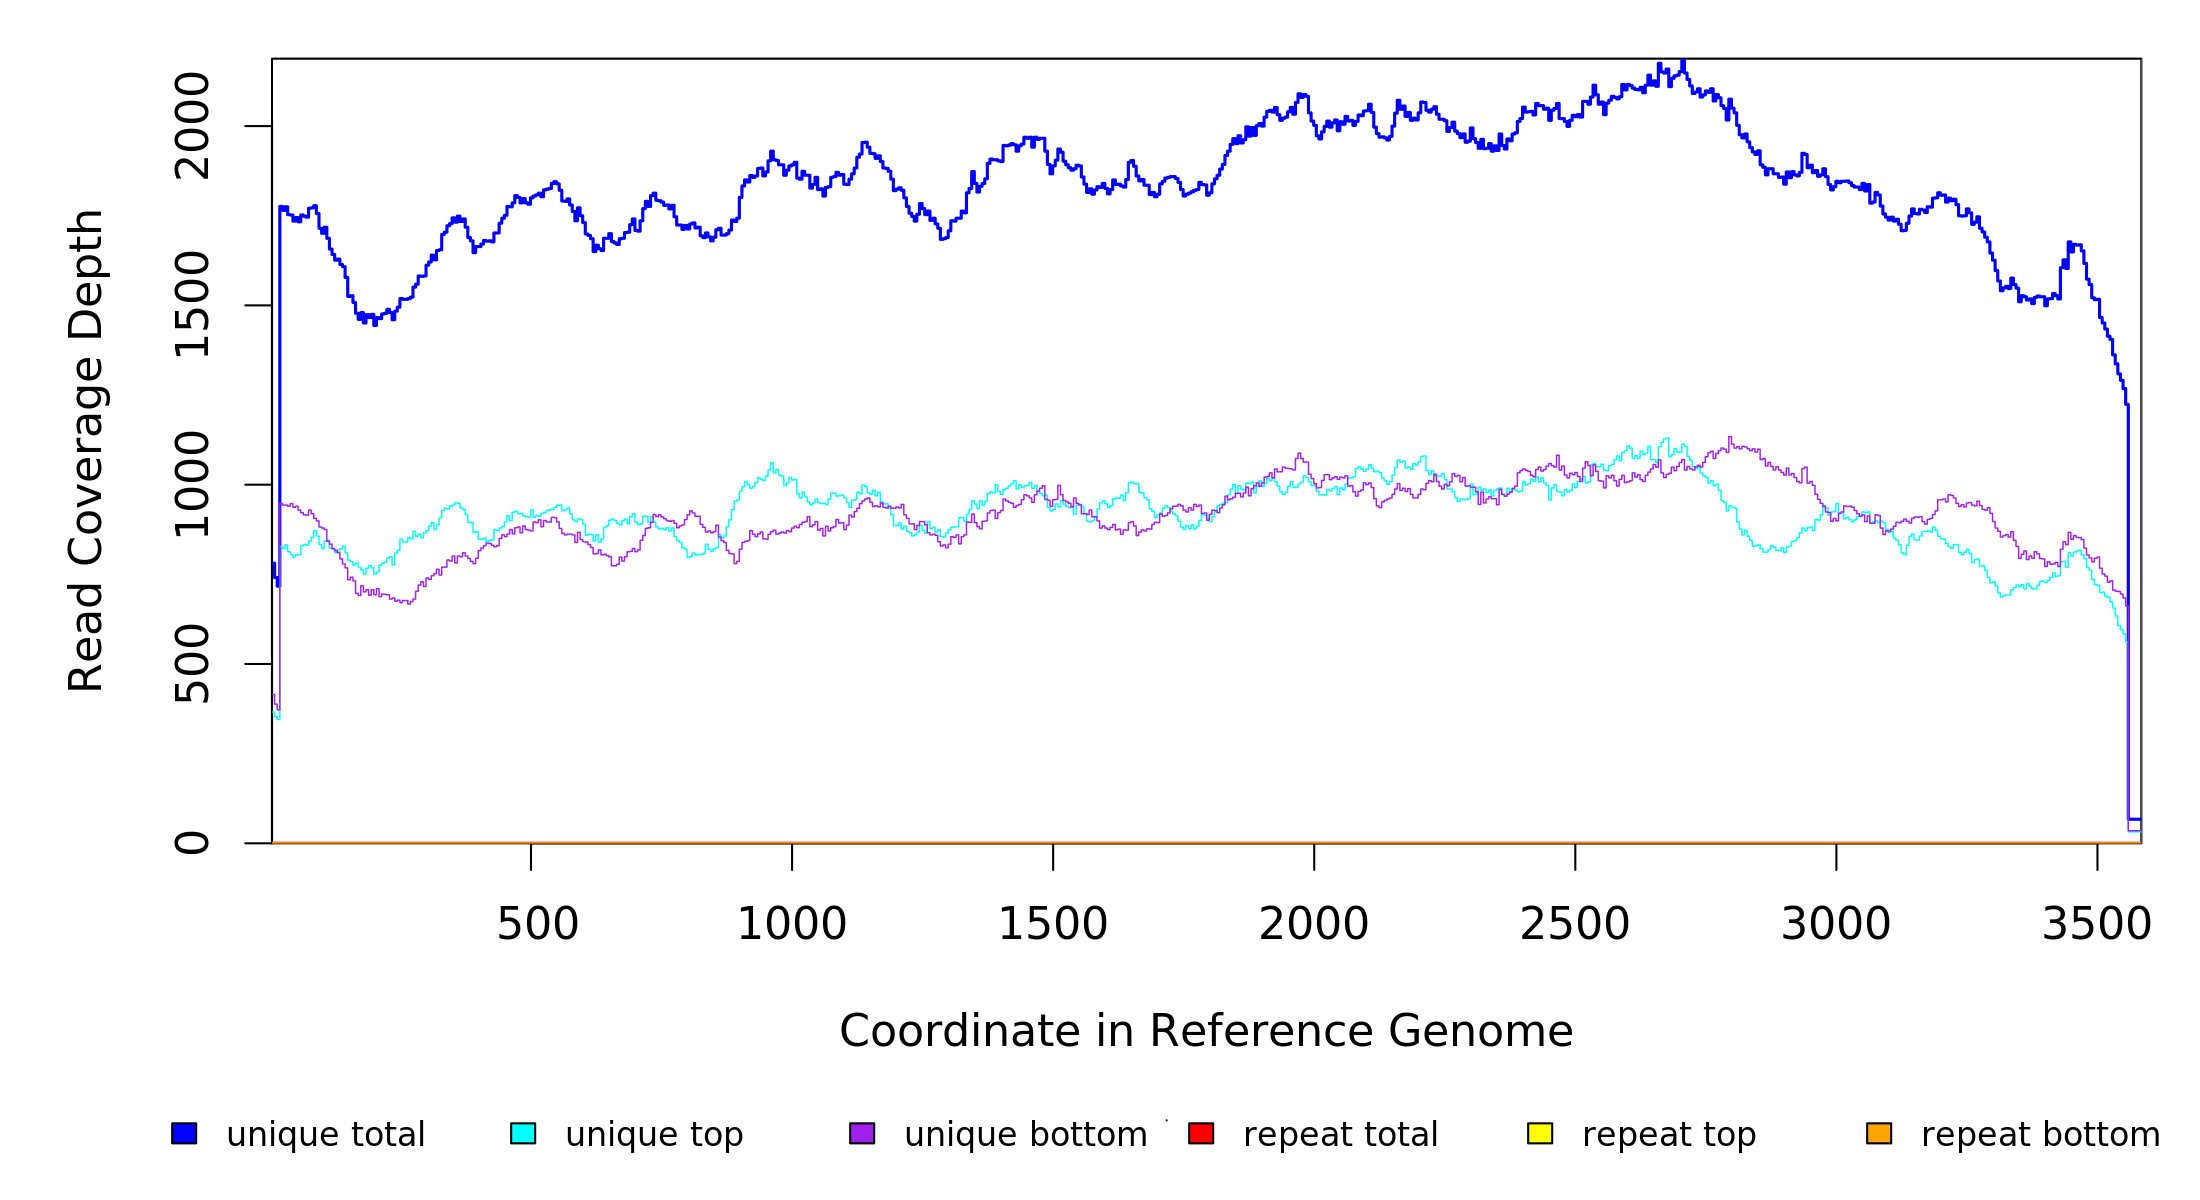 Read Coverage Depth
2000
1500
1000
500
0
500 1000 1500 2000 2500 3000 3500
Coordinate in Reference Genome
unique total unique top unique bottom repeat total repeat top repeat bottom